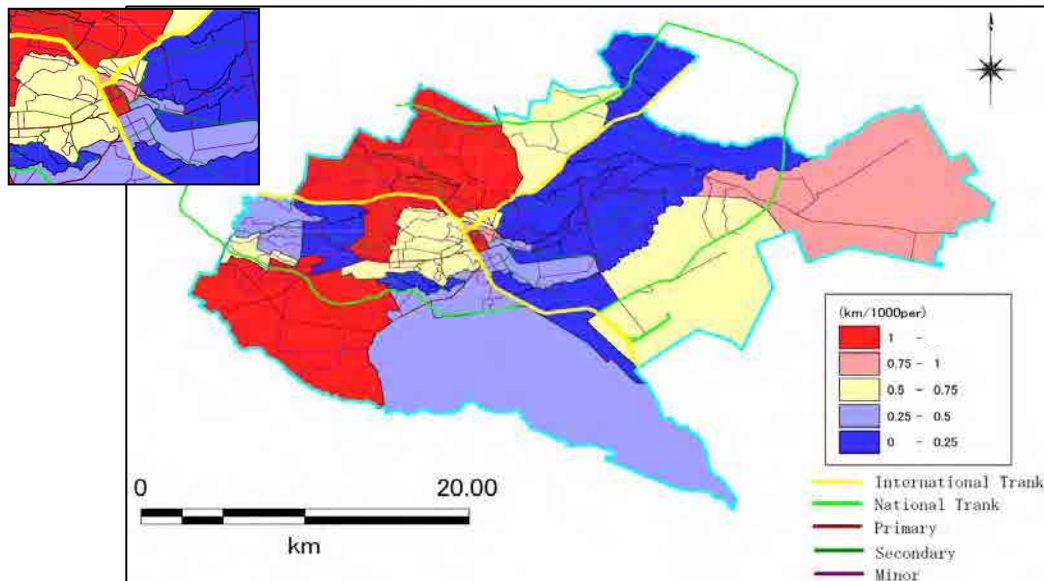 (km/1000per)
1 -
0.75 - 1
0.5 - 0.75
0.25 - 0.5
0 - 0.25
0 20.00
km
International Trank
National Trank
Primary
Secondary
Minor